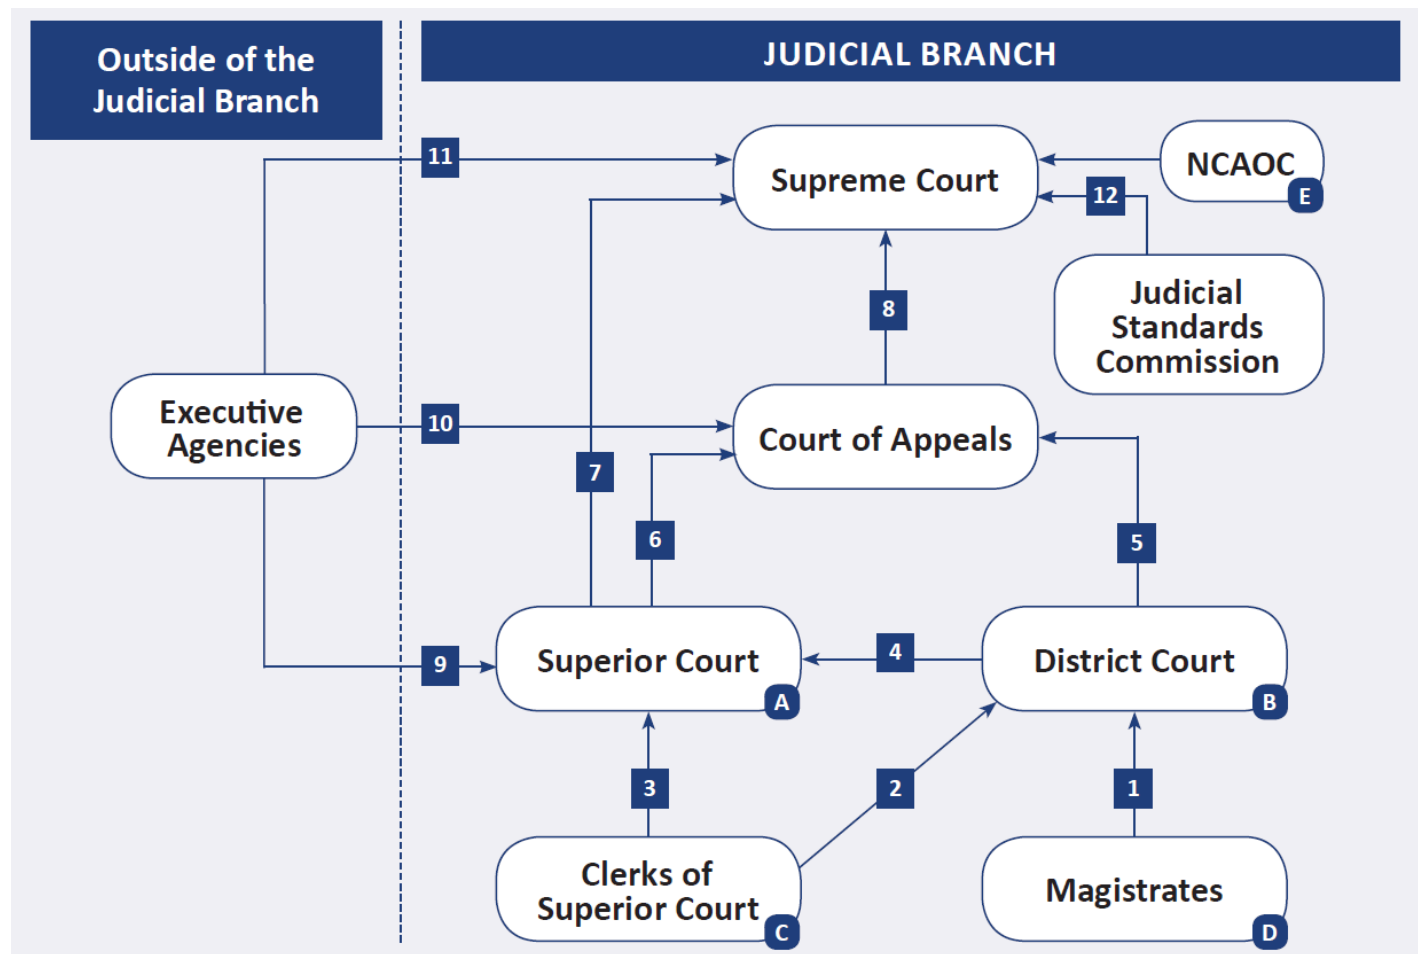 Outside of the
Judicial Branch
JUDICIAL BRANCH
11
Supreme Court
NCAOC
E
12
Judicial
Standards
Commission
8
Executive
Agencies
10
Court of Appeals
7
6
5
9
Superior Court
A
4
District Court
B
3
2
1
Clerks of
Superior Court
C
Magistrates
D